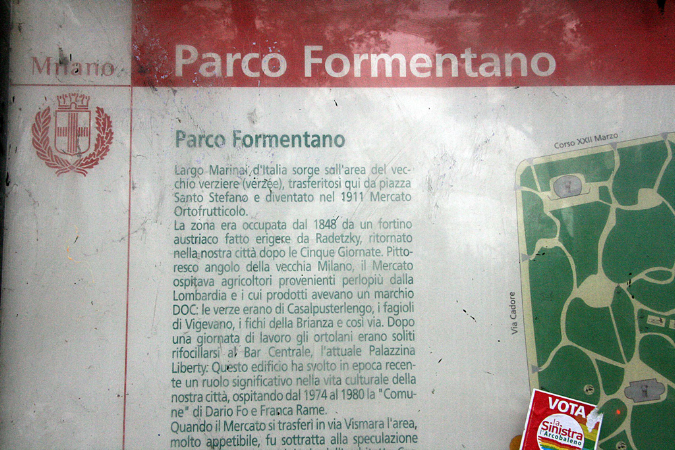 Milano
Parco Formentano
Parco Formentano
Largo Marinai d'Italia sorge sall'area del vec-
chio verziere (verzee), trasferitosi qui da piazza
Santo Stefano e diventato nel 1911 Mercato
Ortofrutticolo.
La zona era occupata dal 1848 da un fortino
austriaco fatto erigere da Radetzky, ritornato
nella nostra città dopo le Cinque Giornate. Pitto-
resco angolo della vecchia Milano, il Mercato
ospitava agricoltori provenienti perlopiù dalla
Lombardia e i cui prodotti avevano un marchio
DOC: le verze erano di Casalpusterlengo, i fagioli
di Vigevano, i fichi della Brianza e così via. Dopo
una giornata di lavoro gli ortolani erano soliti
rifocillarsi al Bar Centrale, l'attuale Palazzina
Liberty. Questo edificio ha svolto in epoca recen-
te un ruolo significativo nella vita culturale della
nostra città, ospitando dal 1974 al 1980 la "Comu-
ne" di Dario Fo e Franca Rame.
Quando il Mercato si trasferì in via Vismara l'area,
molto appetibile, fu sottratta alla speculazione
Corso XXII Marzo
Via Cadore
VOTA
la
Sinistra
l'Arcobaleno